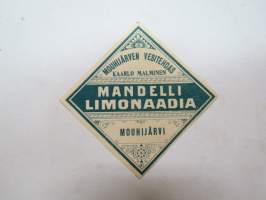 MOUHIJÄRVEN VESITEHDAS
KAARLO MALMINEN
MANDELLI
LIMONAADIA
MOUHIJÄRVI